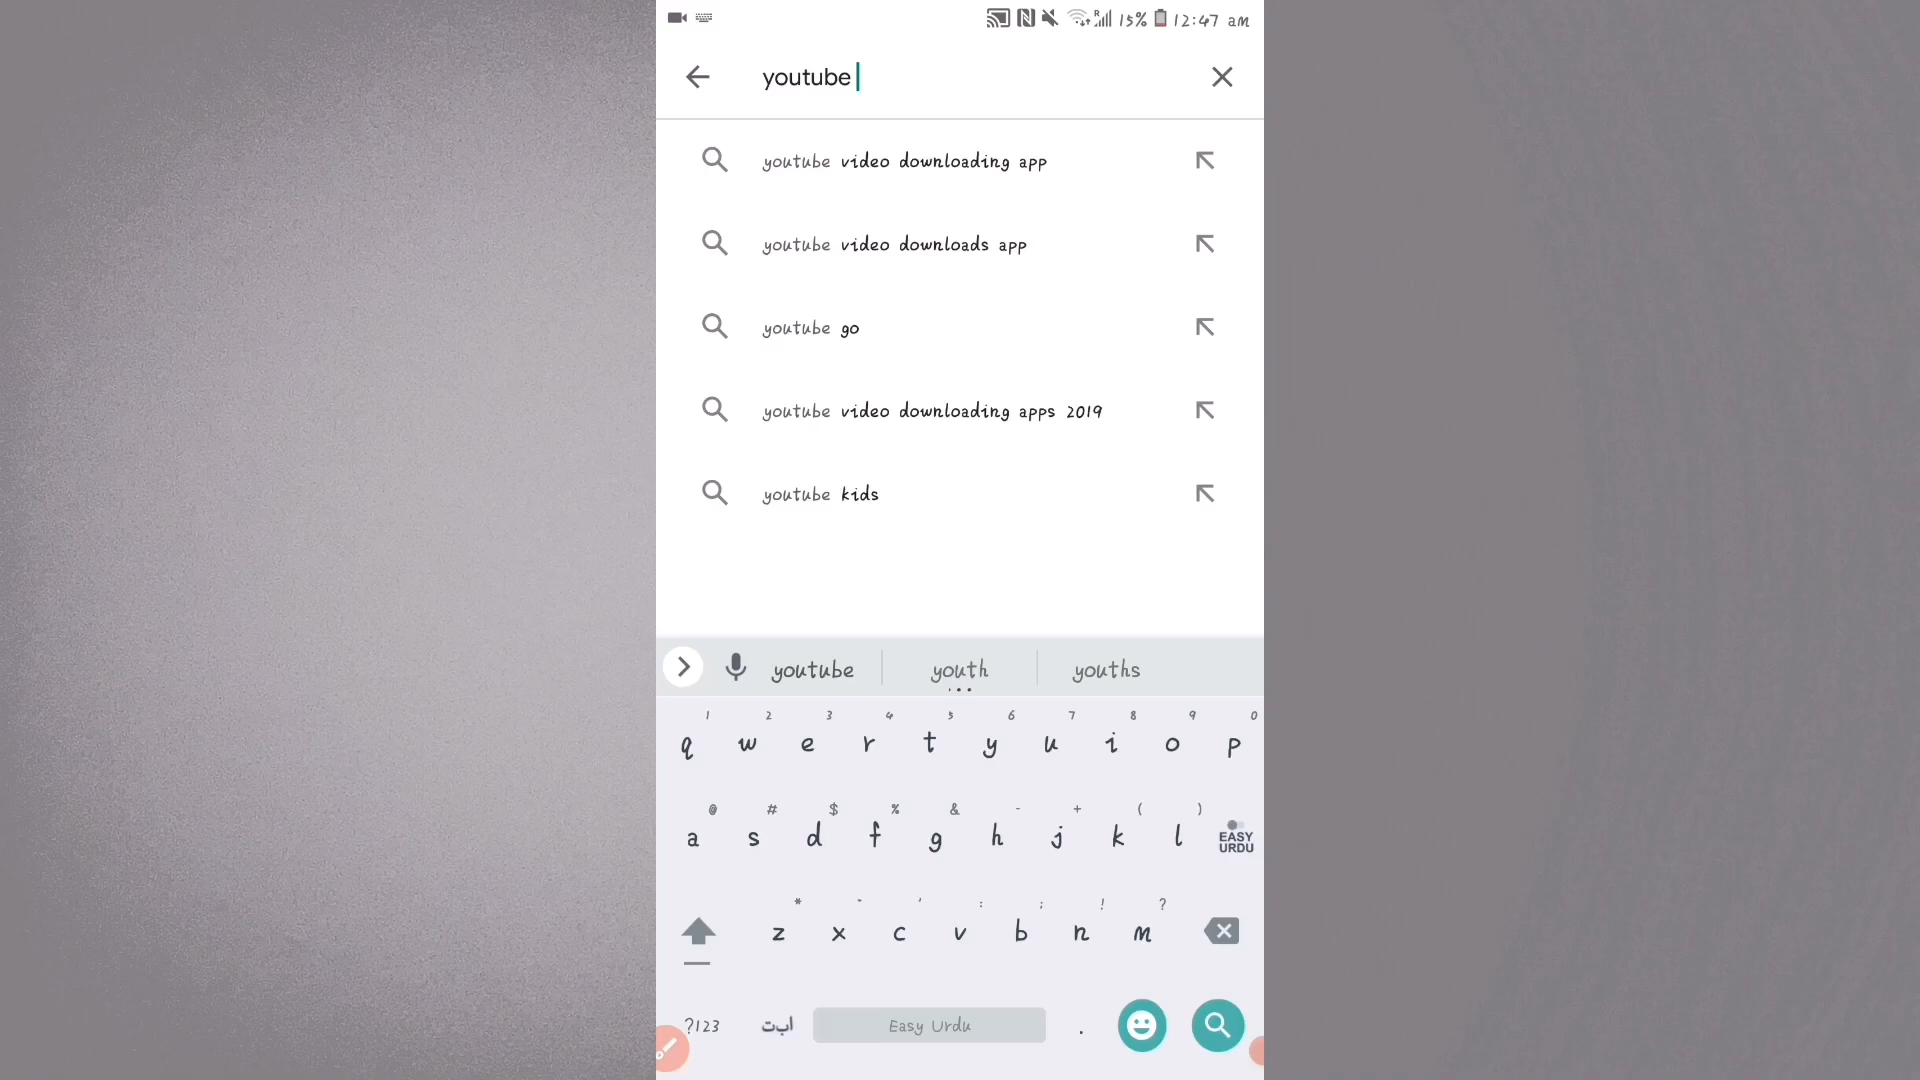 15% 12:47 am
youtube
youtube video downloading app
youtube video downloads app
youtube go
youtube video downloading apps 2019
youtube kids
youtube youth youths
1 2 3 4 5 6 7 8 9 0
q w e r t y u i o p
@ # $ % & - + ( )
a s d f g h j k l EASY URDU
* " ' : ; ! ?
z x c v b n m
?123 ابت Easy Urdu .